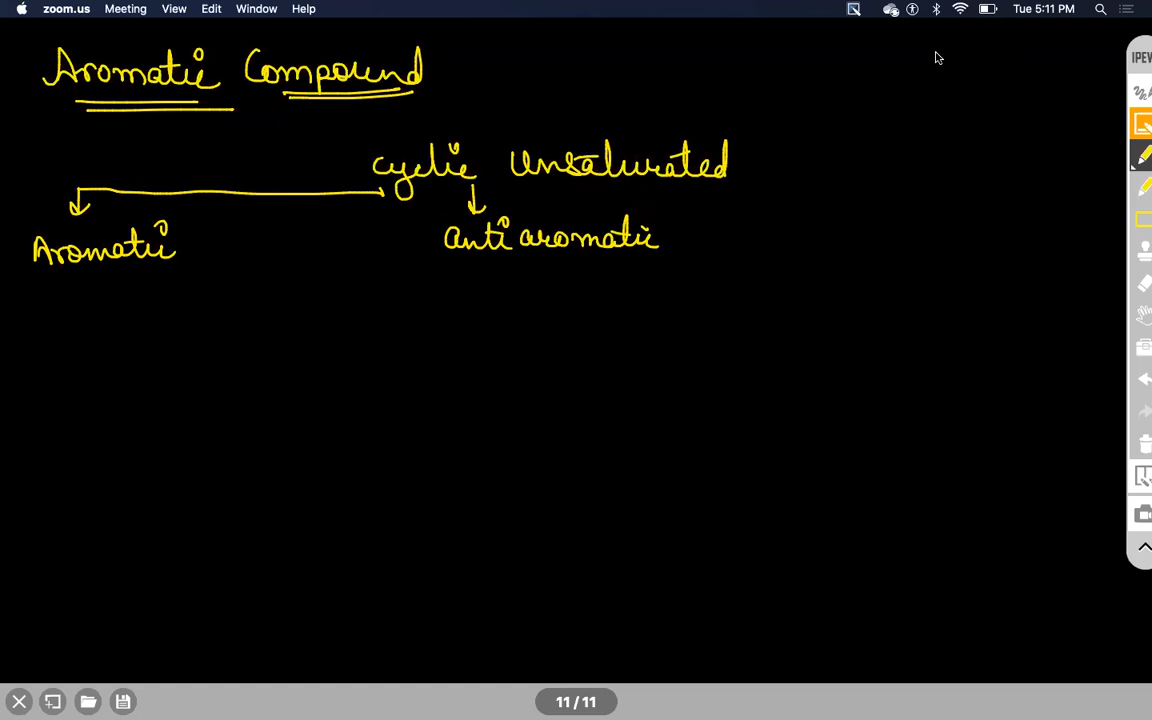 zoom.us Meeting View Edit Window Help Tue 5:11 PM
Aromatic Compound
cyclic Unsaturated
Aromatic Anti aromatic
11 / 11